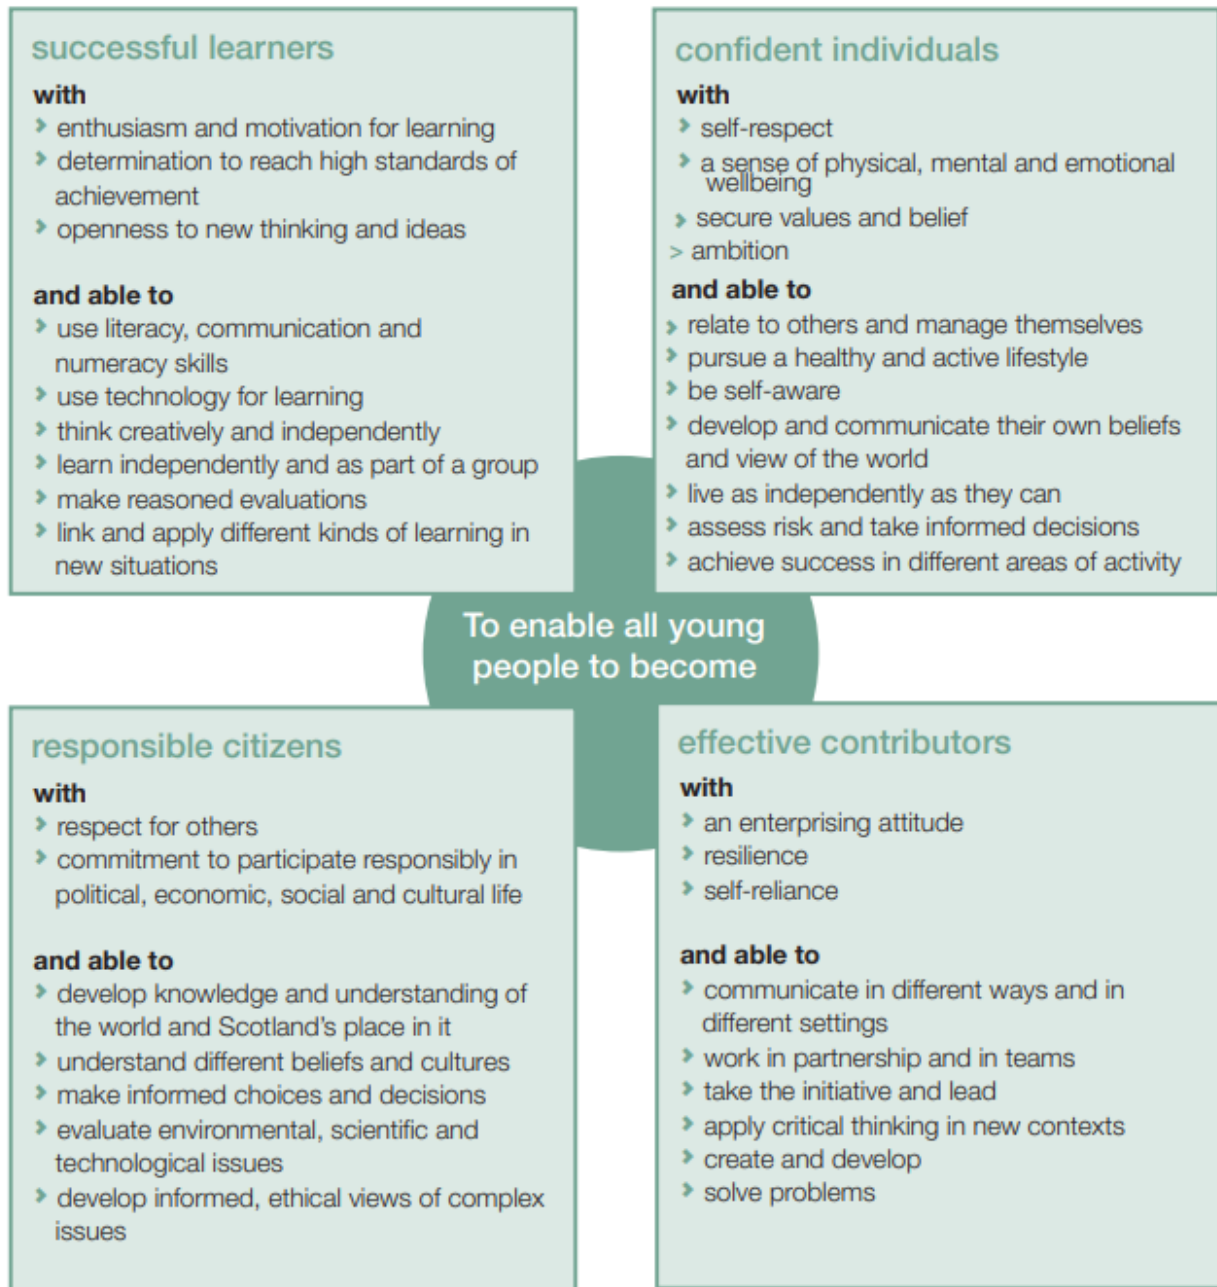 successful learners
with
› enthusiasm and motivation for learning
› determination to reach high standards of
achievement
› openness to new thinking and ideas
and able to
› use literacy, communication and
numeracy skills
› use technology for learning
› think creatively and independently
› learn independently and as part of a group
› make reasoned evaluations
› link and apply different kinds of learning in
new situations
confident individuals
with
› self-respect
› a sense of physical, mental and emotional
wellbeing
› secure values and belief
> ambition
and able to
› relate to others and manage themselves
› pursue a healthy and active lifestyle
› be self-aware
› develop and communicate their own beliefs
and view of the world
› live as independently as they can
› assess risk and take informed decisions
› achieve success in different areas of activity
To enable all young
people to become
responsible citizens
with
› respect for others
› commitment to participate responsibly in
political, economic, social and cultural life
and able to
› develop knowledge and understanding of
the world and Scotland's place in it
› understand different beliefs and cultures
› make informed choices and decisions
› evaluate environmental, scientific and
technological issues
› develop informed, ethical views of complex
issues
effective contributors
with
› an enterprising attitude
› resilience
› self-reliance
and able to
› communicate in different ways and in
different settings
› work in partnership and in teams
› take the initiative and lead
› apply critical thinking in new contexts
› create and develop
› solve problems